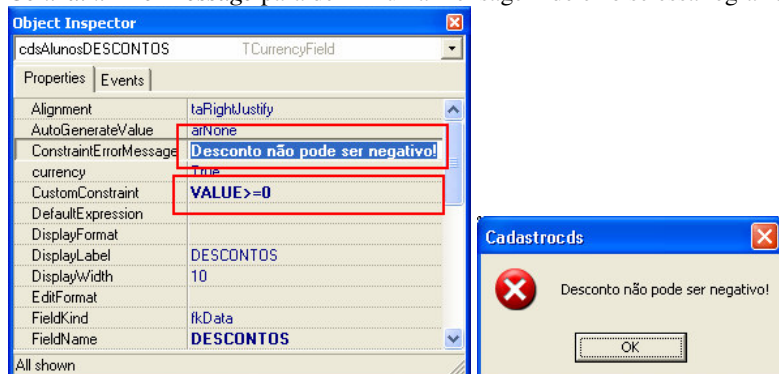 Object Inspector
cdsAlunosDESCONTOS TCurrencyField
Properties Events
Alignment taRightJustify
AutoGenerateValue arNone
ConstraintErrorMessage Desconto não pode ser negativo!
currency True
CustomConstraint VALUE>=0
DefaultExpression
DisplayFormat
DisplayLabel DESCONTOS
DisplayWidth 10
EditFormat
FieldKind fkData
FieldName DESCONTOS
All shown
Cadastrocds
Desconto não pode ser negativo!
OK